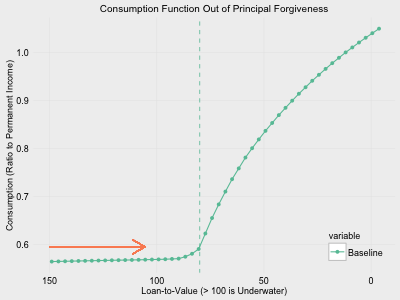 Consumption Function Out of Principal Forgiveness
Consumption (Ratio to Permanent Income)
1.0
0.9
0.8
0.7
0.6
variable
Baseline
150
100
50
0
Loan-to-Value (> 100 is Underwater)